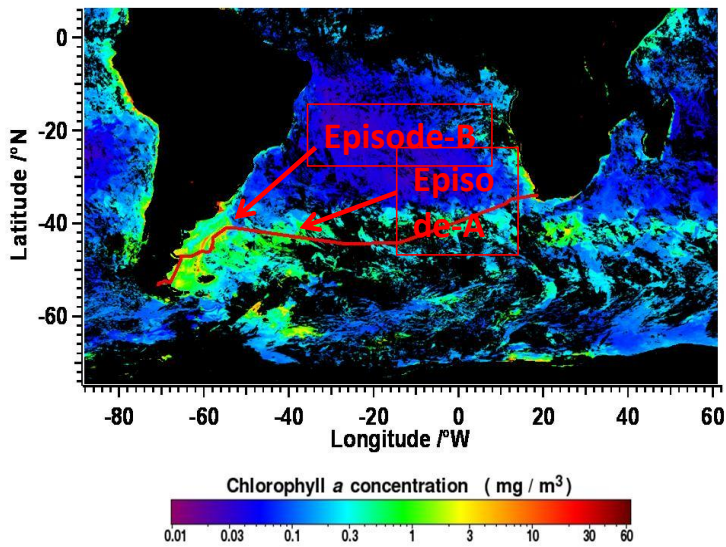 0
-20
-40
-60
Latitude /°N
Episode-B
Episo
de-A
-80 -60 -40 -20 0 20 40 60
Longitude /°W
Chlorophyll a concentration ( mg / m³)
0.01 0.03 0.1 0.3 1 3 10 30 60